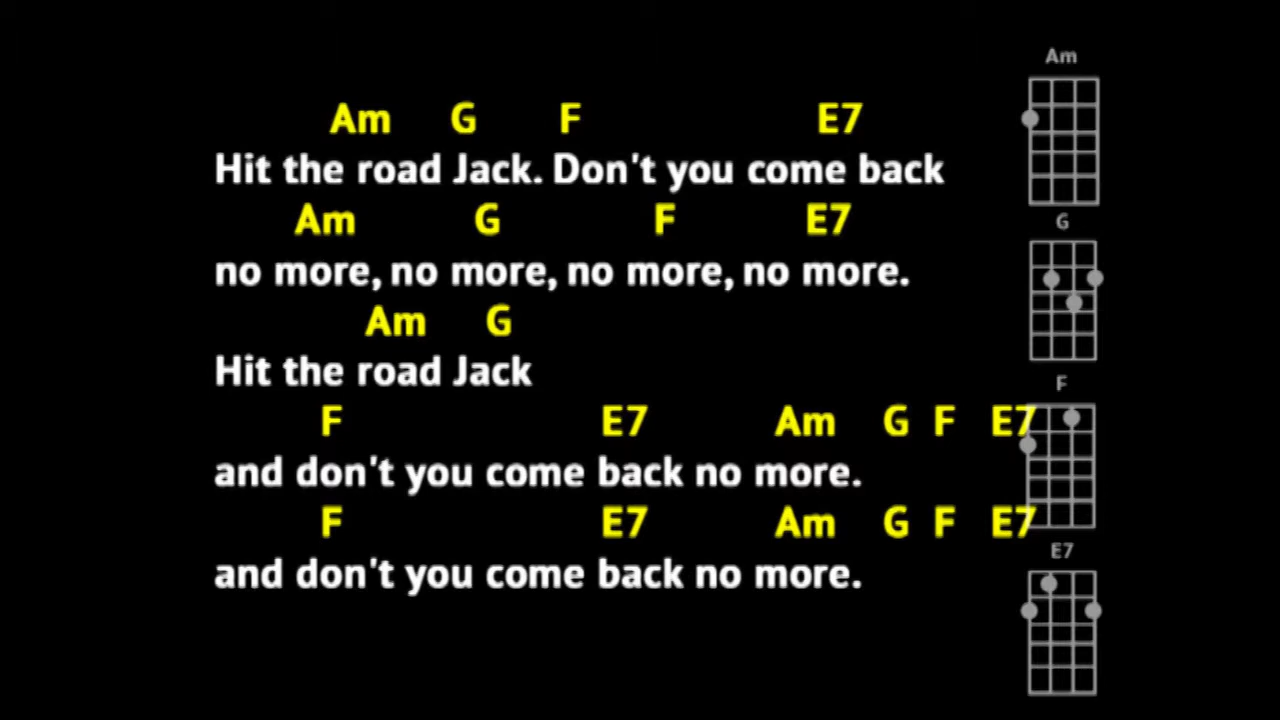 Am G F E7
Hit the road Jack. Don't you come back
Am G F E7
no more, no more, no more, no more.
Am G
Hit the road Jack
F E7 Am G F E7
and don't you come back no more.
F E7 Am G F E7
and don't you come back no more.
Am
G
F
E7